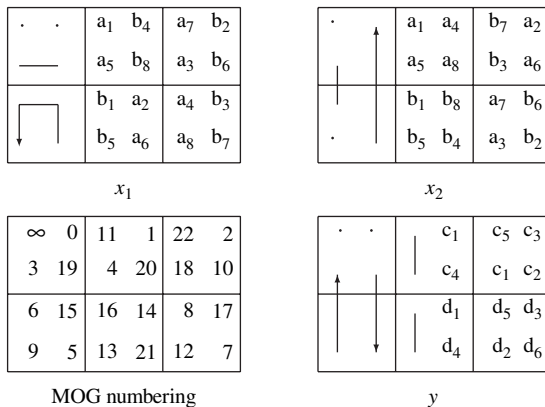 a₁ b₄ a₇ b₂
a₅ b₈ a₃ b₆
b₁ a₂ a₄ b₃
b₅ a₆ a₈ b₇
x₁
a₁ a₄ b₇ a₂
a₅ a₈ b₃ a₆
b₁ b₈ a₇ b₆
b₅ b₄ a₃ b₂
x₂
∞ 0 11 1 22 2
3 19 4 20 18 10
6 15 16 14 8 17
9 5 13 21 12 7
MOG numbering
c₁ c₅ c₃
c₄ c₁ c₂
d₁ d₅ d₃
d₄ d₂ d₆
y